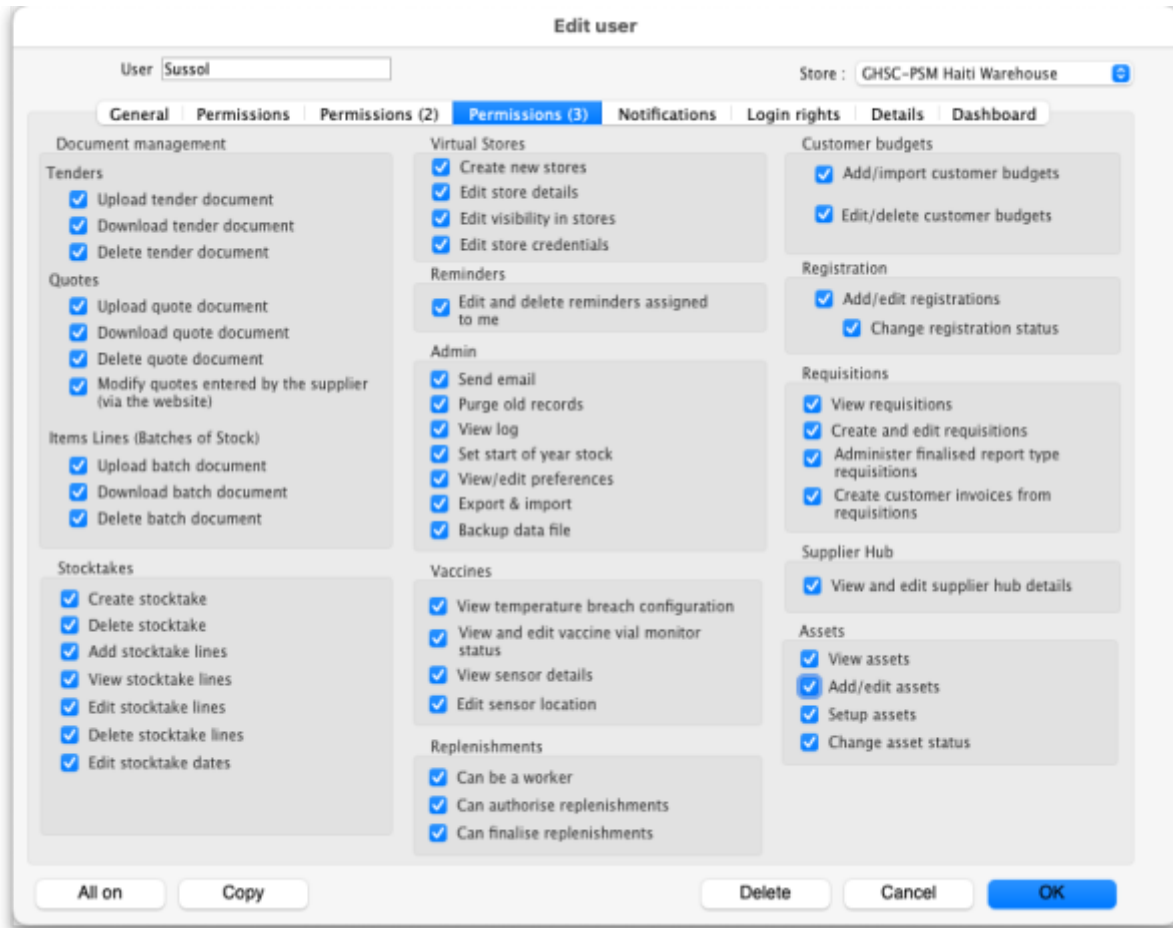 Edit user
User Sussol
Store : GHSC-PSM Haiti Warehouse
General Permissions Permissions (2) Permissions (3) Notifications Login rights Details Dashboard
Document management
Tenders
Upload tender document
Download tender document
Delete tender document
Quotes
Upload quote document
Download quote document
Delete quote document
Modify quotes entered by the supplier
(via the website)
Items Lines (Batches of Stock)
Upload batch document
Download batch document
Delete batch document
Stocktakes
Create stocktake
Delete stocktake
Add stocktake lines
View stocktake lines
Edit stocktake lines
Delete stocktake lines
Edit stocktake dates
Virtual Stores
Create new stores
Edit store details
Edit visibility in stores
Edit store credentials
Reminders
Edit and delete reminders assigned
to me
Admin
Send email
Purge old records
View log
Set start of year stock
View/edit preferences
Export & import
Backup data file
Vaccines
View temperature breach configuration
View and edit vaccine vial monitor
status
View sensor details
Edit sensor location
Replenishments
Can be a worker
Can authorise replenishments
Can finalise replenishments
Customer budgets
Add/import customer budgets
Edit/delete customer budgets
Registration
Add/edit registrations
Change registration status
Requisitions
View requisitions
Create and edit requisitions
Administer finalised report type
requisitions
Create customer invoices from
requisitions
Supplier Hub
View and edit supplier hub details
Assets
View assets
Add/edit assets
Setup assets
Change asset status
All on Copy Delete Cancel OK